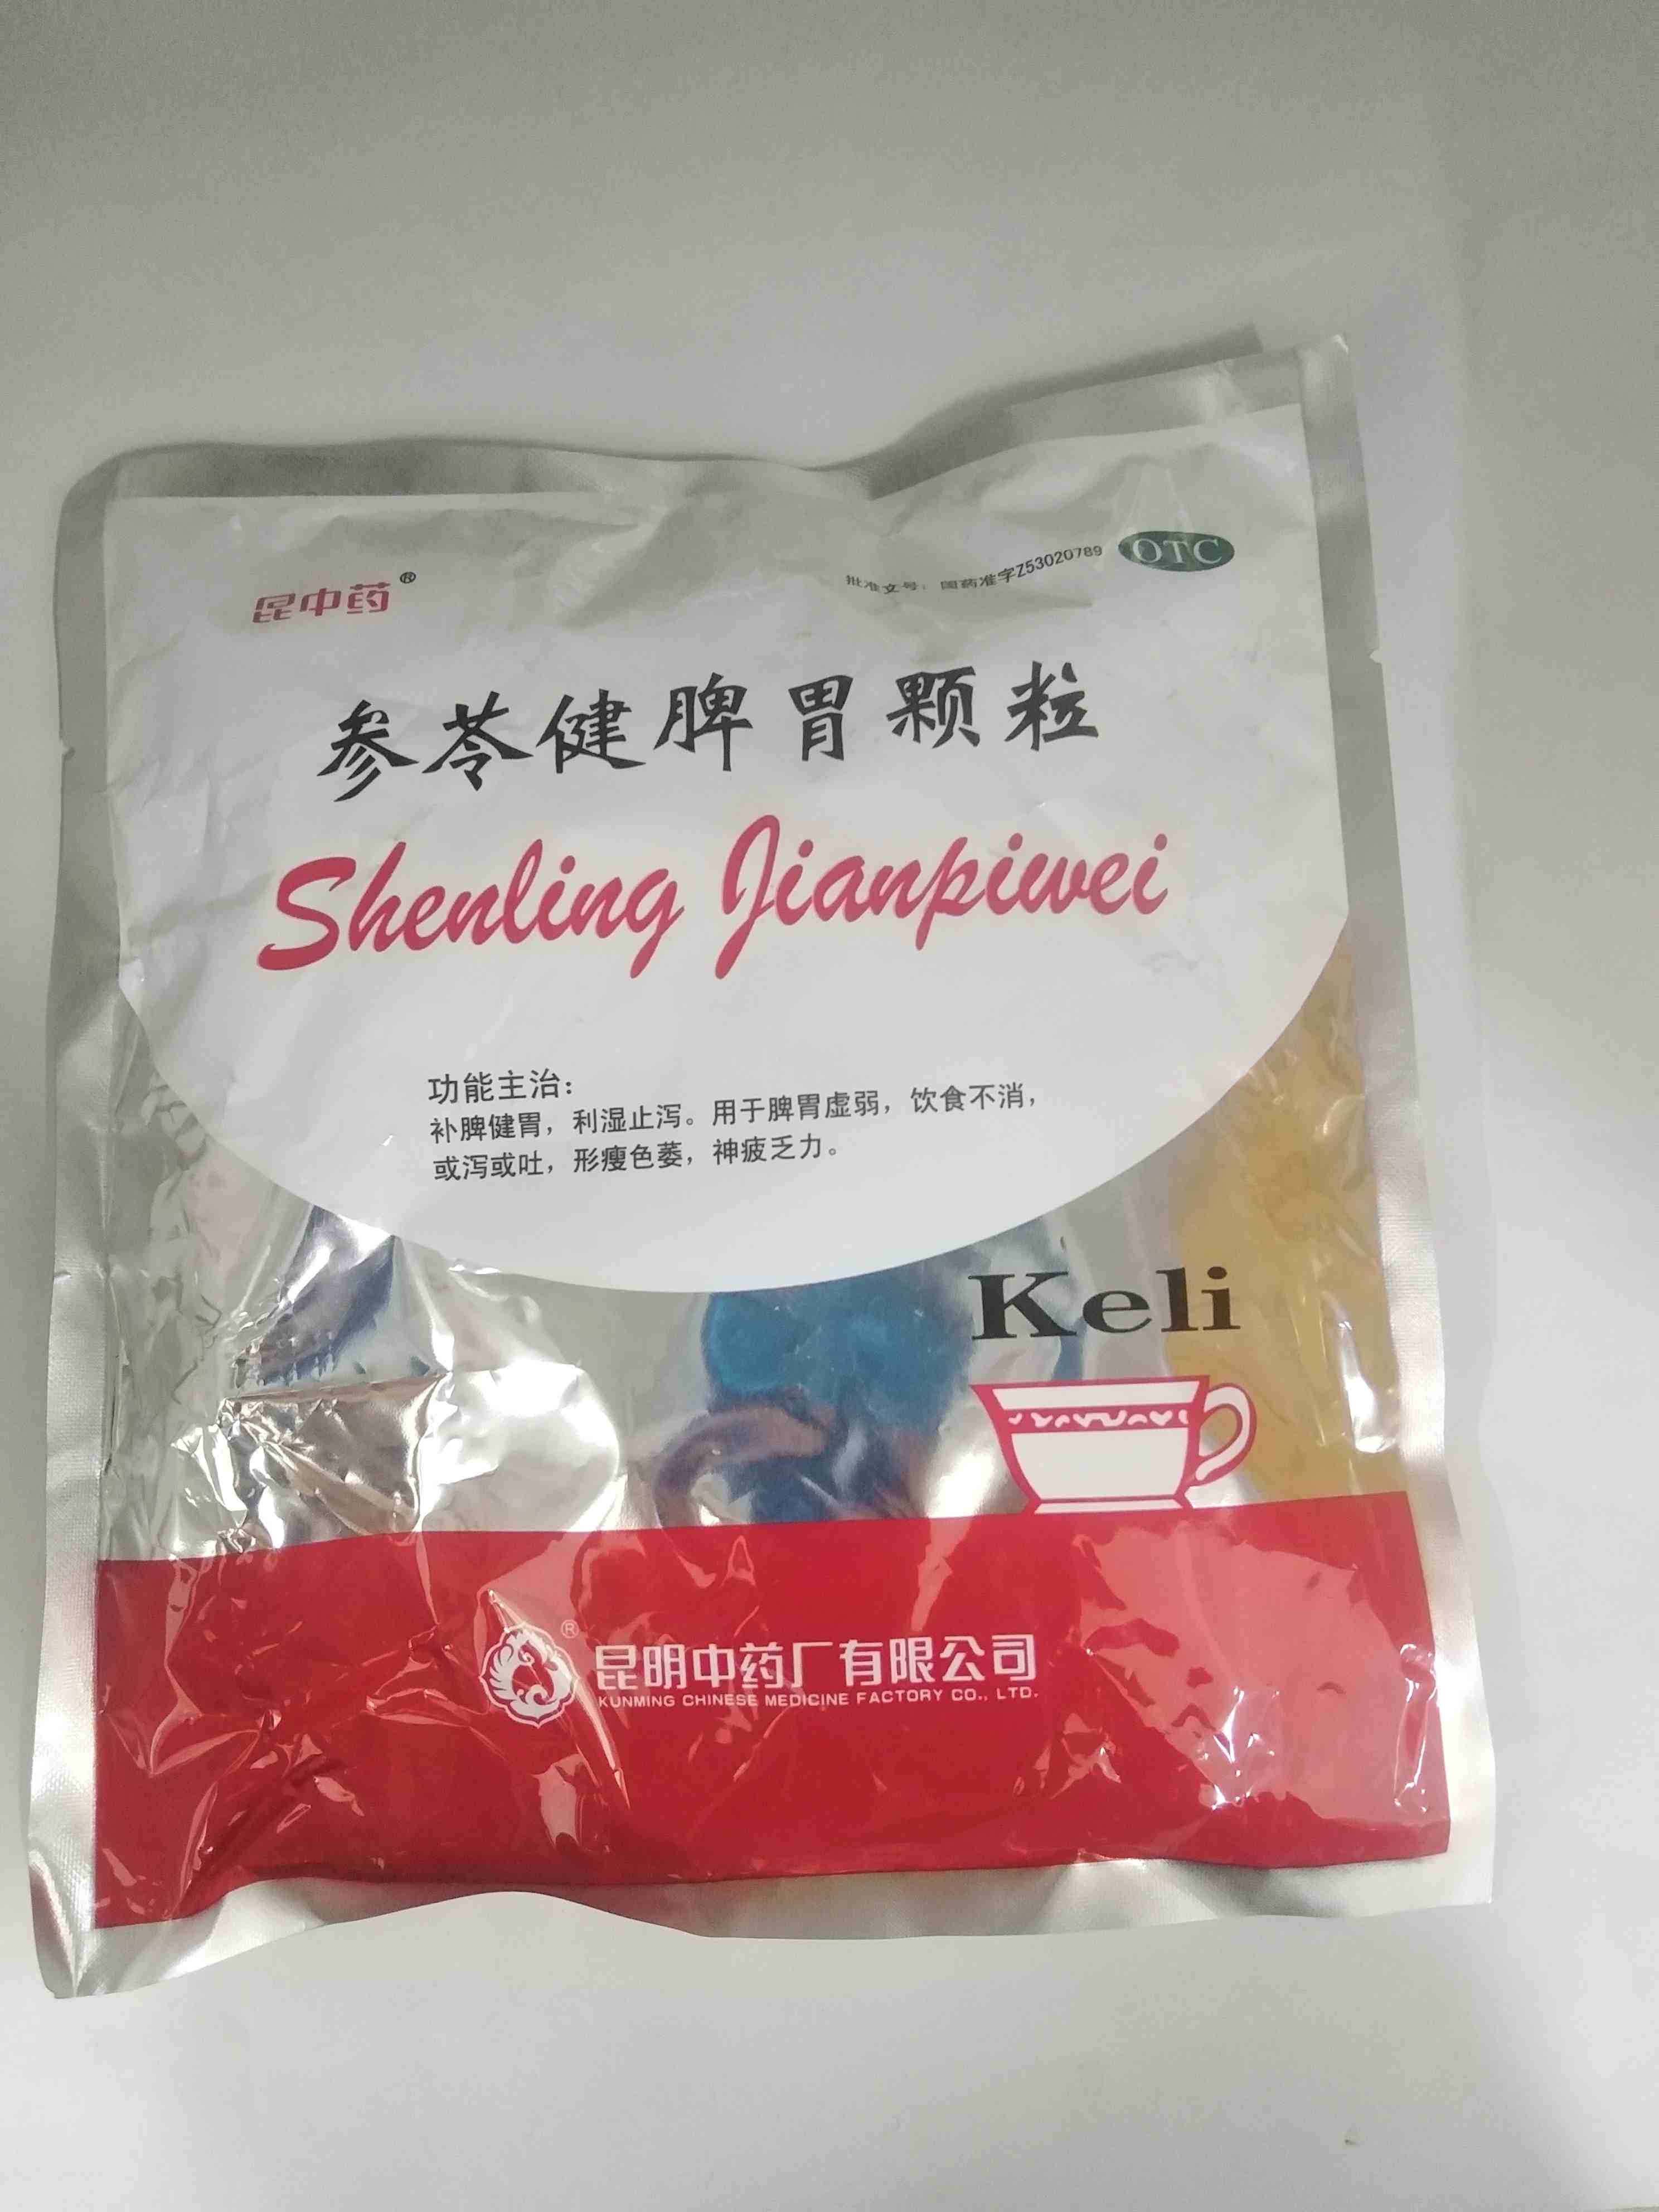 昆中药®
批准文号：国药准字Z53020789
OTC
参苓健脾胃颗粒
Shenling Jianpiwei
功能主治：
补脾健胃，利湿止泻。用于脾胃虚弱，饮食不消，
或泻或吐，形瘦色萎，神疲乏力。
Keli
®
昆明中药厂有限公司
KUNMING CHINESE MEDICINE FACTORY CO., LTD.